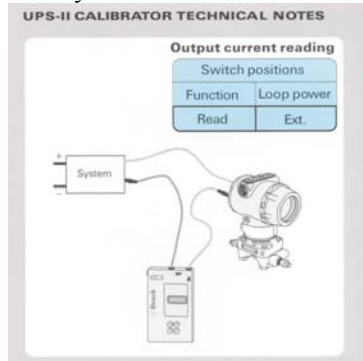 UPS-II CALIBRATOR TECHNICAL NOTES
Output current reading
Switch positions
Function Loop power
Read Ext.
+
System
−